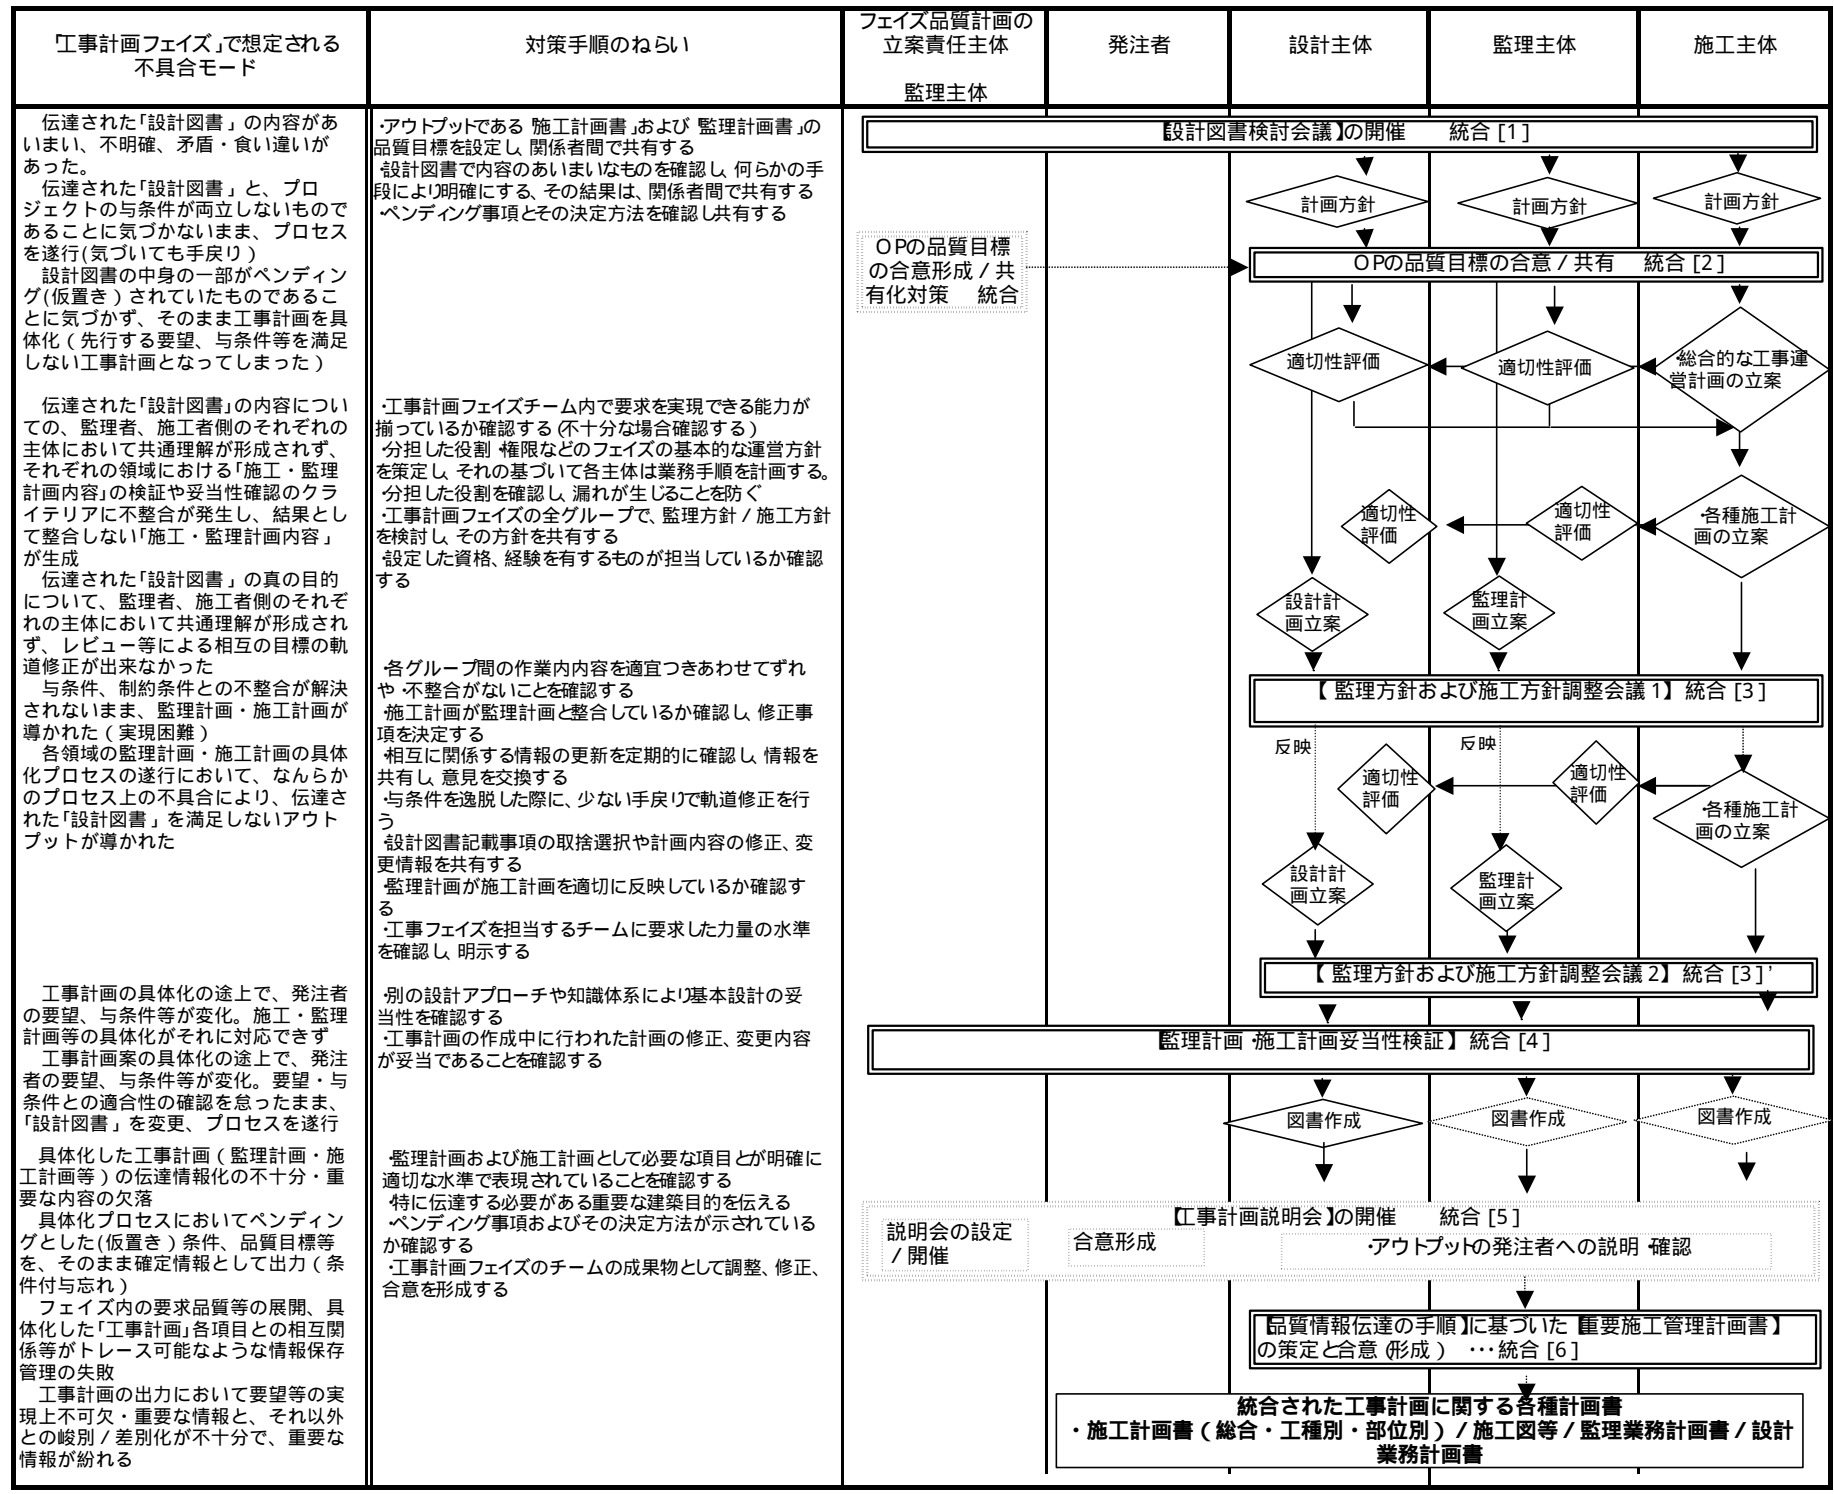 「工事計画フェイズ」で想定される
不具合モード
対策手順のねらい
フェイズ品質計画の
立案責任主体
監理主体
発注者
設計主体
監理主体
施工主体
伝達された「設計図書」の内容があ
いまい、不明確、矛盾・食い違いが
あった。
伝達された「設計図書」と、プロ
ジェクトの与条件が両立しないもので
あることに気づかないまま、プロセス
を遂行(気づいても手戻り)
設計図書の中身の一部がペンディン
グ(仮置き)されていたものであるこ
とに気づかず、そのまま工事計画を具
体化(先行する要望、与条件等を満足
しない工事計画となってしまった)
伝達された「設計図書」の内容につい
ての、監理者、施工者側のそれぞれの
主体において共通理解が形成されず、
それぞれの領域における「施工・監理
計画内容」の検証や妥当性確認のクラ
イテリアに不整合が発生し、結果とし
て整合しない「施工・監理計画内容」
が生成
伝達された「設計図書」の真の目的
について、監理者、施工者側のそれぞ
れの主体において共通理解が形成され
ず、レビュー等による相互の目標の軌
道修正が出来なかった
与条件、制約条件との不整合が解決
されないまま、監理計画・施工計画が
導かれた(実現困難)
各領域の監理計画・施工計画の具体
化プロセスの遂行において、なんらか
のプロセス上の不具合により、伝達さ
れた「設計図書」を満足しないアウト
プットが導かれた
工事計画の具体化の途上で、発注者
の要望、与条件等が変化。施工・監理
計画等の具体化がそれに対応できず
工事計画案の具体化の途上で、発注
者の要望、与条件等が変化。要望・与
条件との適合性の確認を怠ったまま、
「設計図書」を変更、プロセスを遂行
具体化した工事計画(監理計画・施
工計画等)の伝達情報化の不十分・重
要な内容の欠落
具体化プロセスにおいてペンディン
グとした(仮置き)条件、品質目標等
を、そのまま確定情報として出力(条
件付与忘れ)
フェイズ内の要求品質等の展開、具
体化した「工事計画」各項目との相互関
係等がトレース可能なような情報保存
管理の失敗
工事計画の出力において要望等の実
現上不可欠・重要な情報と、それ以外
との峻別/差別化が不十分で、重要な
情報が紛れる
・アウトプットである「施工計画書」および「監理計画書」の
品質目標を設定し、関係者間で共有する
・設計図書で内容のあいまいなものを確認し、何らかの手
段により明確にする、その結果は、関係者間で共有する
・ペンディング事項とその決定方法を確認し共有する
・工事計画フェイズチーム内で要求を実現できる能力が
揃っているか確認する(不十分な場合確認する)
・分担した役割・権限などのフェイズの基本的な運営方針
を策定し、それの基づいて各主体は業務手順を計画する。
・分担した役割を確認し、漏れが生じることを防ぐ
・工事計画フェイズの全グループで、監理方針/施工方針
を検討し、その方針を共有する
・設定した資格、経験を有するものが担当しているか確認
する
・各グループ間の作業内内容を適宜つきあわせてずれ
や・不整合がないことを確認する
・施工計画が監理計画と整合しているか確認し、修正事
項を決定する
・相互に関係する情報の更新を定期的に確認し、情報を
共有し、意見を交換する
・与条件を逸脱した際に、少ない手戻りで軌道修正を行
う
・設計図書記載事項の取捨選択や計画内容の修正、変
更情報を共有する
・監理計画が施工計画を適切に反映しているか確認す
る
・工事フェイズを担当するチームに要求した力量の水準
を確認し、明示する
・別の設計アプローチや知識体系により基本設計の妥
当性を確認する
・工事計画の作成中に行われた計画の修正、変更内容
が妥当であることを確認する
・監理計画および施工計画として必要な項目とが明確に
適切な水準で表現されていることを確認する
・特に伝達する必要がある重要な建築目的を伝える
・ペンディング事項およびその決定方法が示されている
か確認する
・工事計画フェイズのチームの成果物として調整、修正、
合意を形成する
【設計図書検討会議】の開催 統合[1]
計画方針
計画方針
計画方針
OPの品質目標
の合意形成/共
有化対策 統合
OPの品質目標の合意/共有 統合[2]
適切性評価
適切性評価
・総合的な工事運
営計画の立案
適切性
評価
適切性
評価
・各種施工計
画の立案
設計計
画立案
監理計
画立案
【監理方針および施工方針調整会議1】統合[3]
反映
反映
適切性
評価
適切性
評価
・各種施工計
画の立案
設計計
画立案
監理計
画立案
【監理方針および施工方針調整会議2】統合[3]'
【監理計画・施工計画妥当性検証】統合[4]
図書作成
図書作成
図書作成
【工事計画説明会】の開催 統合[5]
説明会の設定
/開催
合意形成
・アウトプットの発注者への説明・確認
【品質情報伝達の手順】に基づいた【重要施工管理計画書】
の策定と合意(形成) …統合[6]
統合された工事計画に関する各種計画書
・施工計画書(総合・工種別・部位別)/施工図等/監理業務計画書/設計
業務計画書